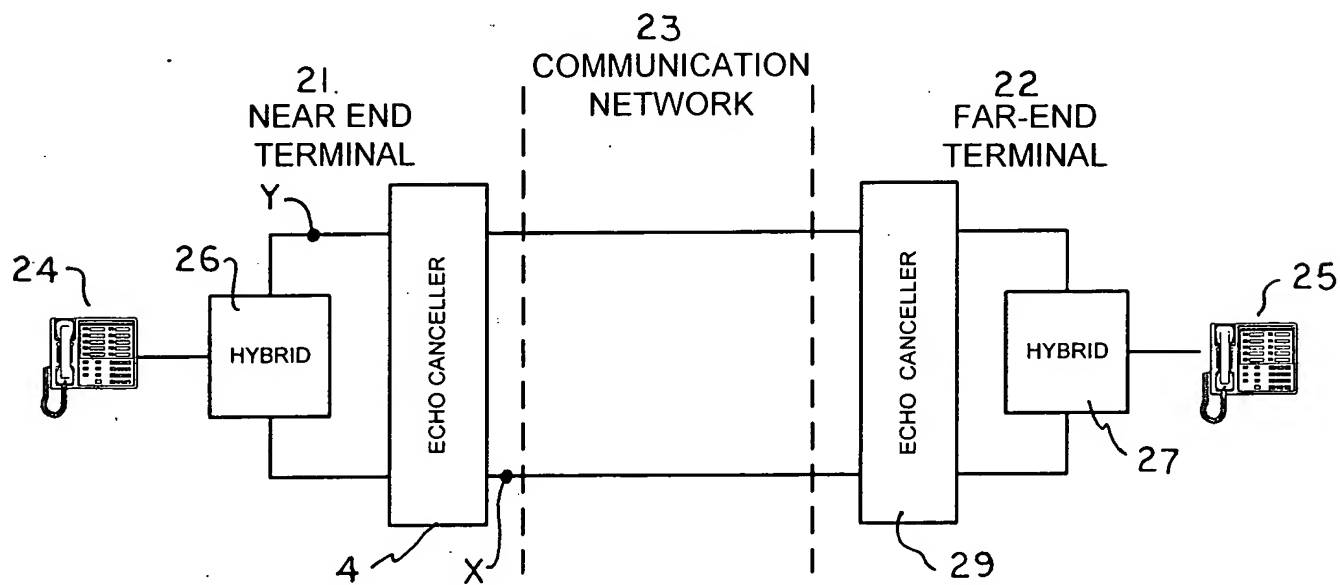 23
COMMUNICATION
NETWORK
21.
NEAR END
TERMINAL
22
FAR-END
TERMINAL
Y
24
26
HYBRID
ECHO CANCELLER
4
X
ECHO CANCELLER
29
HYBRID
27
25